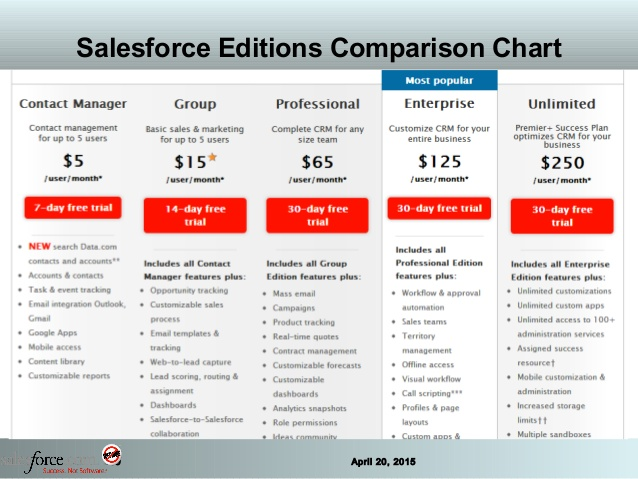 Salesforce Editions Comparison Chart
Most popular
Contact Manager
Contact management
for up to 5 users
$5
/user/month*
7-day free trial
• NEW search Data.com
contacts and accounts**
• Accounts & contacts
• Task & event tracking
• Email integration Outlook,
Gmail
• Google Apps
• Mobile access
• Content library
• Customizable reports
Group
Basic sales & marketing
for up to 5 users
$15
/user/month*
14-day free
trial
Includes all Contact
Manager features plus:
• Opportunity tracking
• Customizable sales
process
• Email templates &
tracking
• Web-to-lead capture
• Lead scoring, routing &
assignment
• Dashboards
• Salesforce-to-Salesforce
collaboration
Professional
Complete CRM for any
size team
$65
/user/month*
30-day free
trial
Includes all Group
Edition features plus:
• Mass email
• Campaigns
• Product tracking
• Real-time quotes
• Contract management
• Customizable forecasts
• Customizable
dashboards
• Analytics snapshots
• Role permissions
• Ideas community
Enterprise
Customize CRM for your
entire business
$125
/user/month*
30-day free trial
Includes all
Professional Edition
features plus:
• Workflow & approval
automation
• Sales teams
• Territory
management
• Offline access
• Visual workflow
• Call scripting***
• Profiles & page
layouts
• Custom apps &
Unlimited
Premier+ Success Plan
optimizes CRM for your
business
$250
/user/month*
30-day free
trial
Includes all Enterprise
Edition features plus:
• Unlimited customizations
• Unlimited custom apps
• Unlimited access to 100+
administration services
• Assigned success
resource†
• Mobile customization &
administration
• Increased storage
limits††
• Multiple sandboxes
Success. Not Software.
April 20, 2015